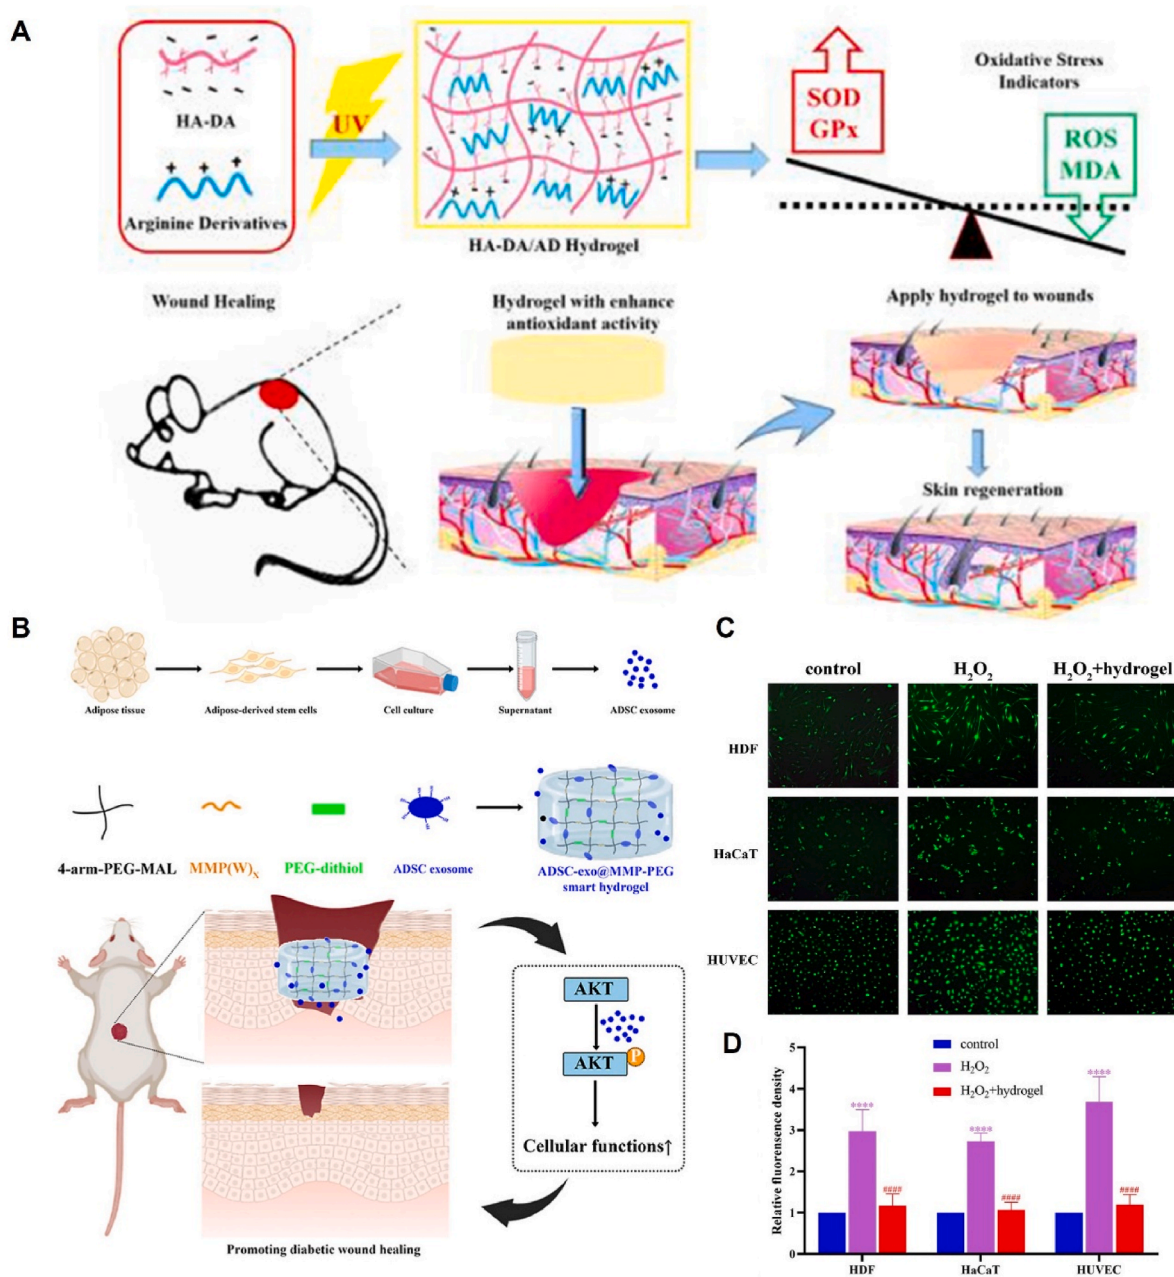 A
HA-DA
Arginine Derivatives
UV
HA-DA/AD Hydrogel
SOD
GPx
Oxidative Stress
Indicators
ROS
MDA
Wound Healing
Hydrogel with enhance
antioxidant activity
Apply hydrogel to wounds
Skin regeneration
B
Adipose tissue
Adipose-derived stem cells
Cell culture
Supernatant
ADSC exosome
4-arm-PEG-MAL
MMP(W)ₓ
PEG-dithiol
ADSC exosome
ADSC-exo@MMP-PEG
smart hydrogel
AKT
AKT
P
Cellular functions↑
Promoting diabetic wound healing
C
control
H₂O₂
H₂O₂+hydrogel
HDF
HaCaT
HUVEC
D
Relative fluorensence density
5
4
3
2
1
0
control
H₂O₂
H₂O₂+hydrogel
****
####
****
####
****
####
HDF
HaCaT
HUVEC